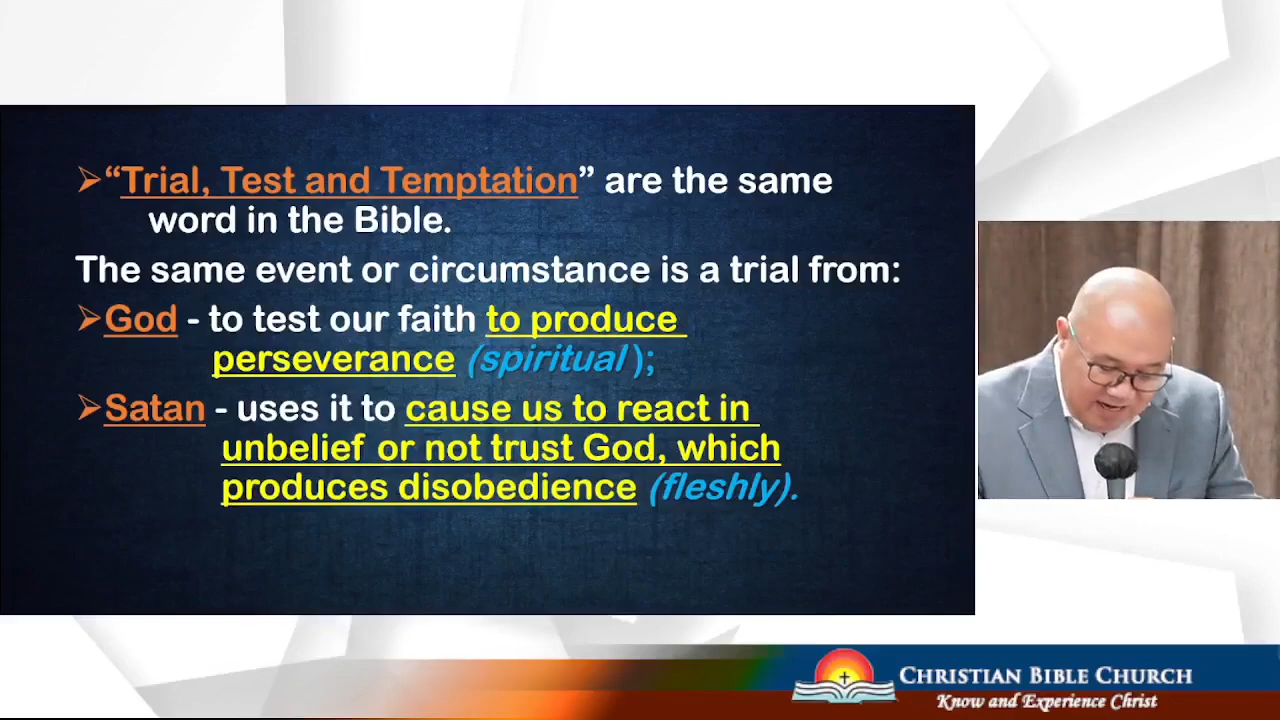 ➢“Trial, Test and Temptation” are the same
word in the Bible.
The same event or circumstance is a trial from:
➢God - to test our faith to produce
perseverance (spiritual );
➢Satan - uses it to cause us to react in
unbelief or not trust God, which
produces disobedience (fleshly).
CHRISTIAN BIBLE CHURCH
Know and Experience Christ